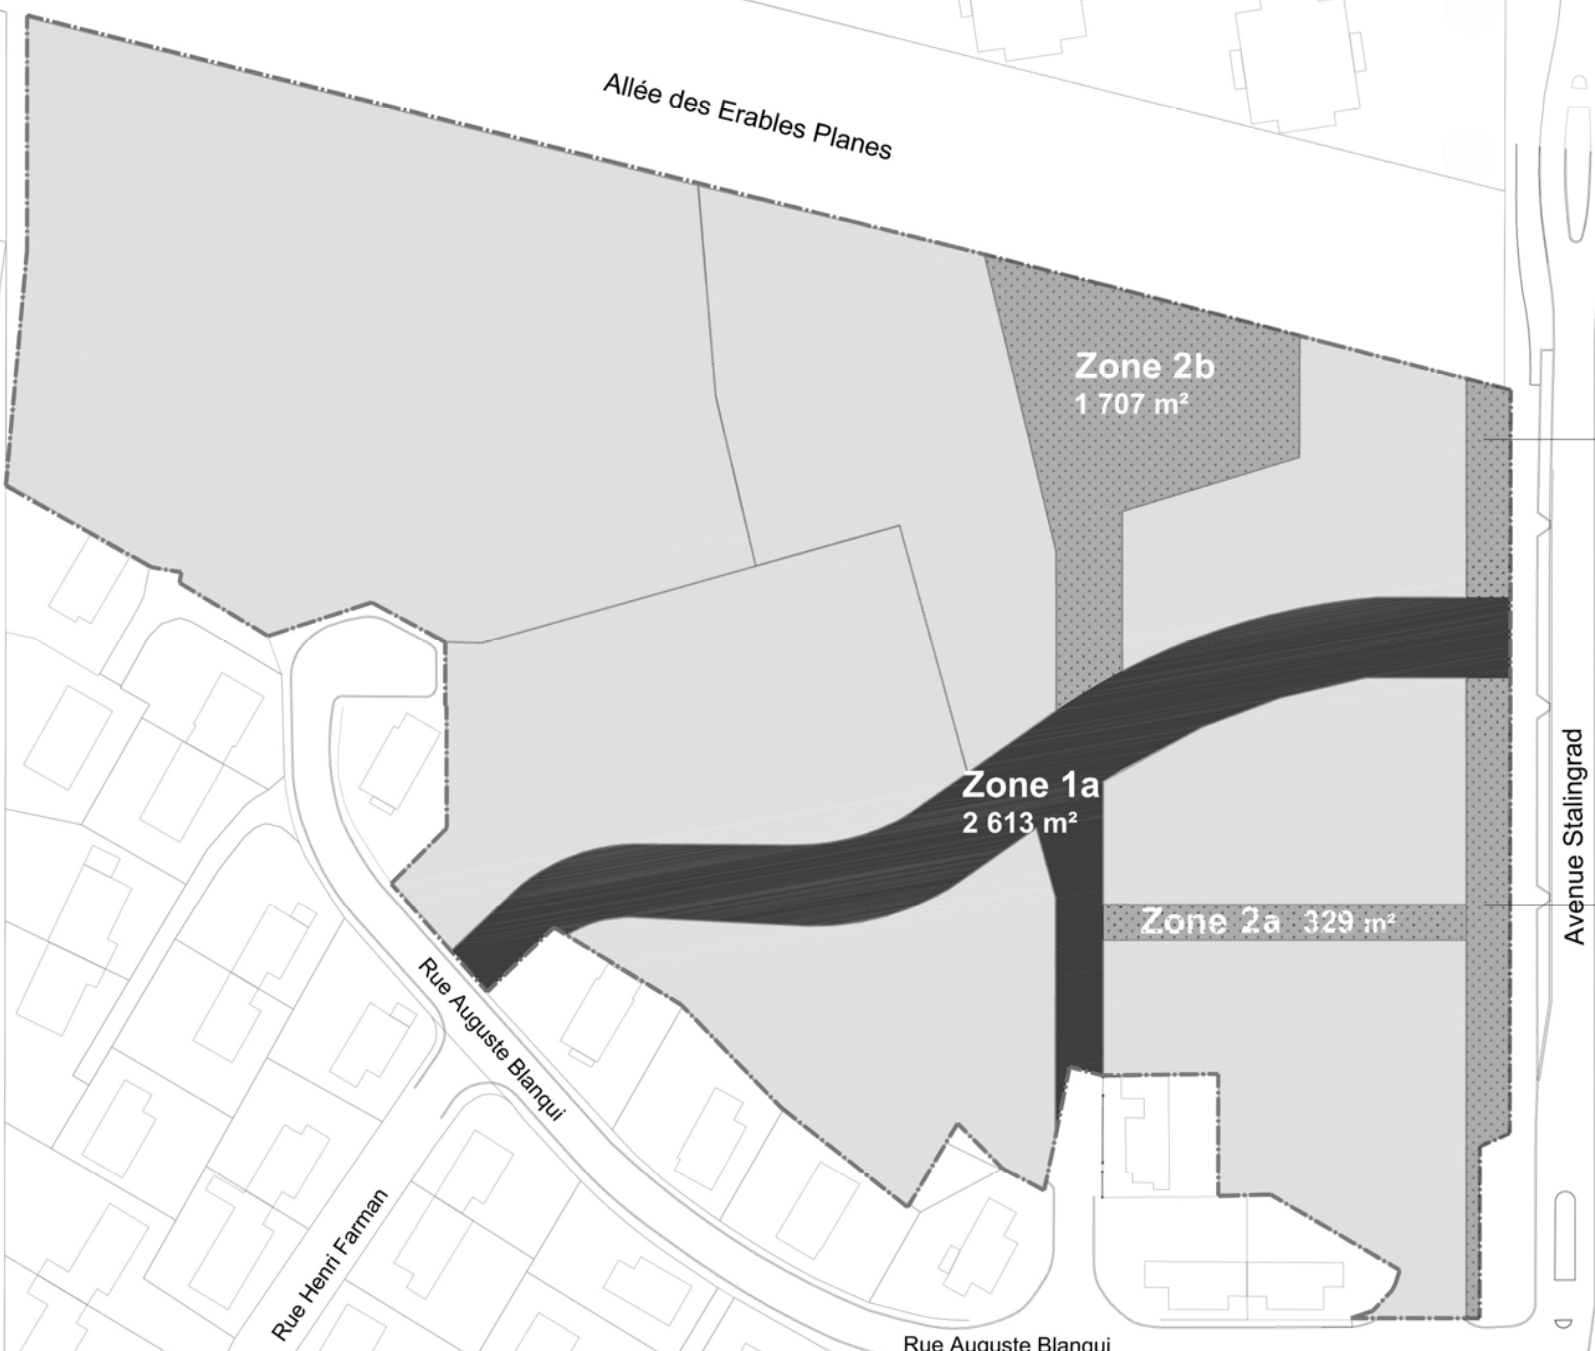 Allée des Erables Planes
Zone 2b
1 707 m²
Zone 1a
2 613 m²
Zone 2a 329 m²
Avenue Stalingrad
Rue Auguste Blanqui
Rue Henri Farman
Rue Auguste Blanqui